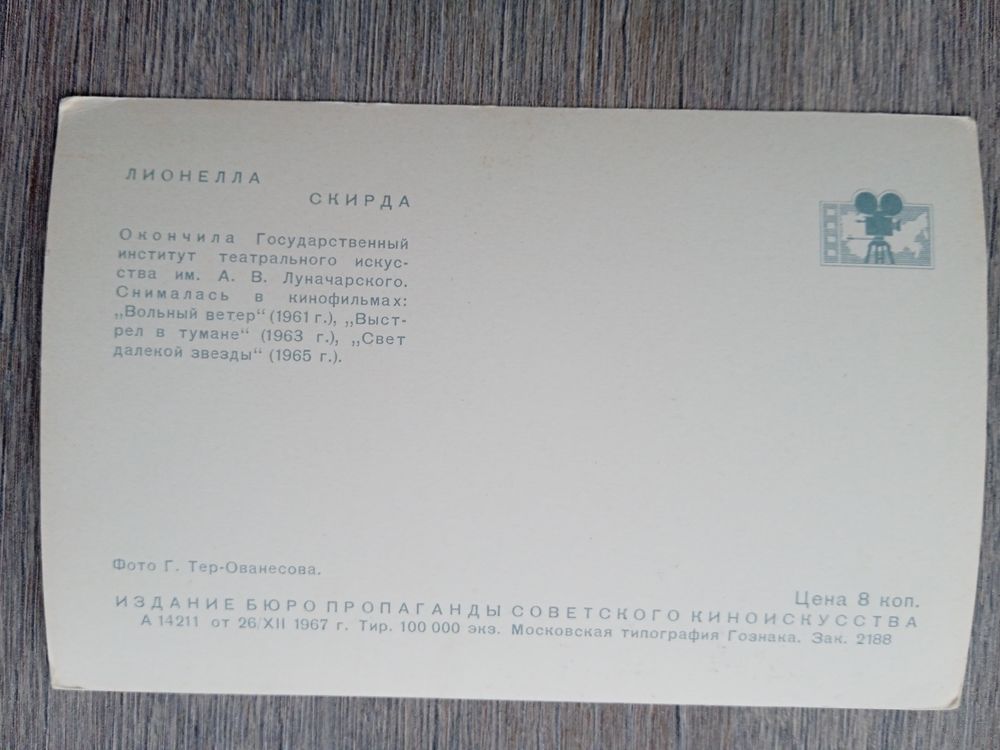 ЛИОНЕЛЛА
СКИРДА
Окончила Государственный
институт театрального искус-
ства им. А. В. Луначарского.
Снималась в кинофильмах:
„Вольный ветер“ (1961 г.), „Выст-
рел в тумане“ (1963 г.), „Свет
далекой звезды“ (1965 г.).
Фото Г. Тер-Ованесова.
Цена 8 коп.
ИЗДАНИЕ БЮРО ПРОПАГАНДЫ СОВЕТСКОГО КИНОИСКУССТВА
А 14211 от 26/XII 1967 г. Тир. 100 000 экз. Московская типография Гознака. Зак. 2188